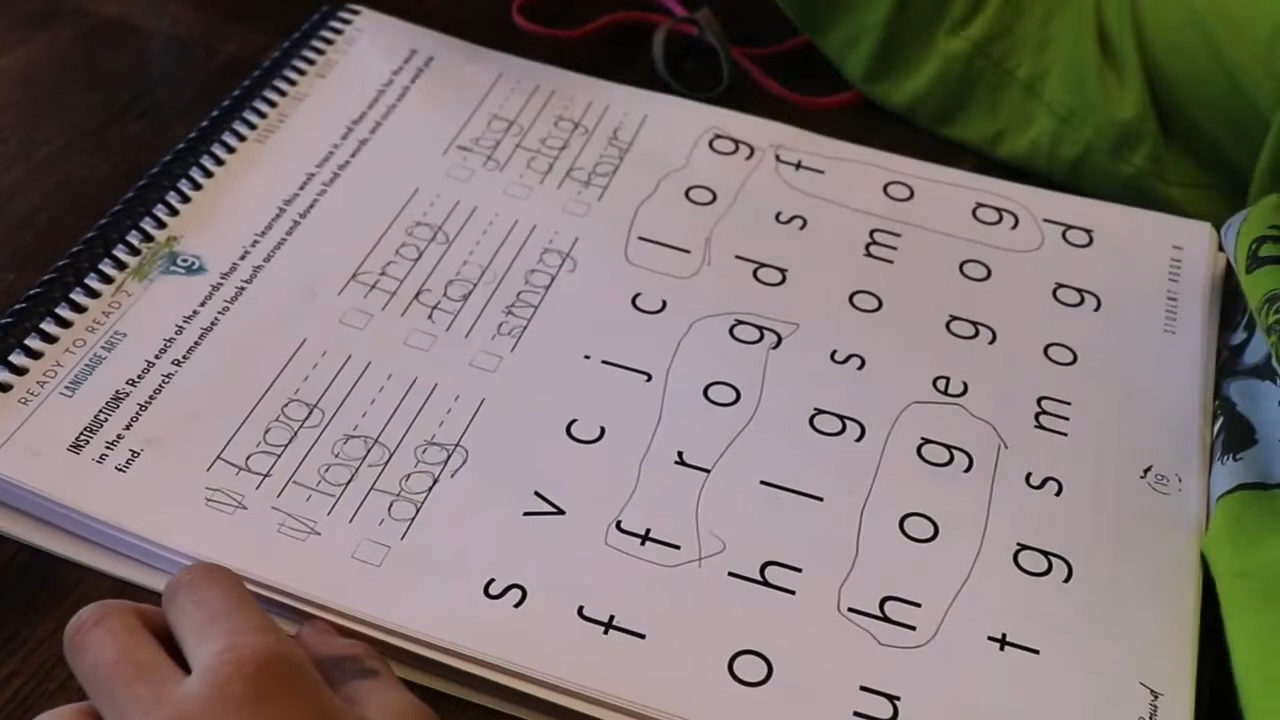 READY TO READ 2
LANGUAGE ARTS
19
INSTRUCTIONS: Read each of the words that we've learned this week, trace it, and then search for the word
in the wordsearch. Remember to look both across and down to find the words, and circle each word you
find.
hog frog jog
log fog clog
dog smog four
s v c j c l o g
f f r o g d s f
o h l g s o m o
u h o g e g o g
t g s m o g d
STUDENT BOOK